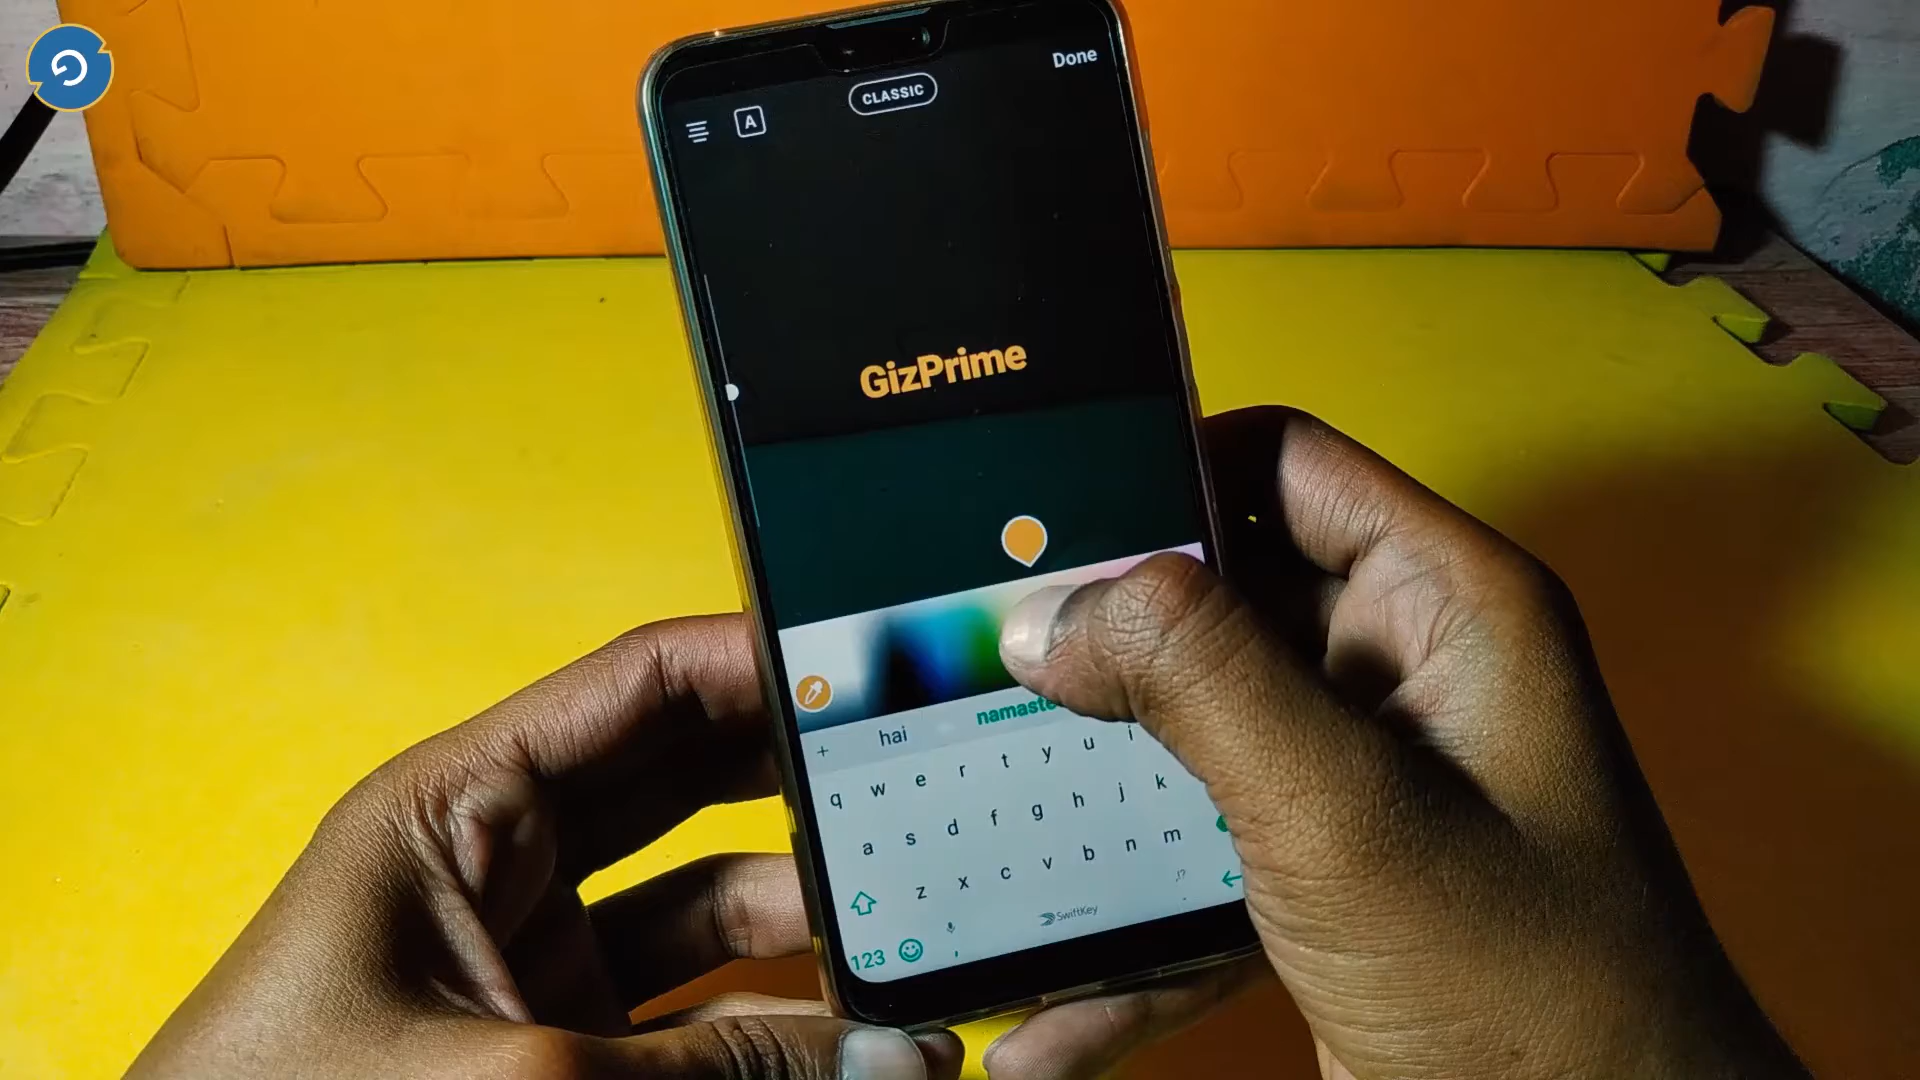 Done
CLASSIC
A
GizPrime
hai
namaste
q w e r t y u i
a s d f g h j k
z x c v b n m
!?
SwiftKey
123 , .